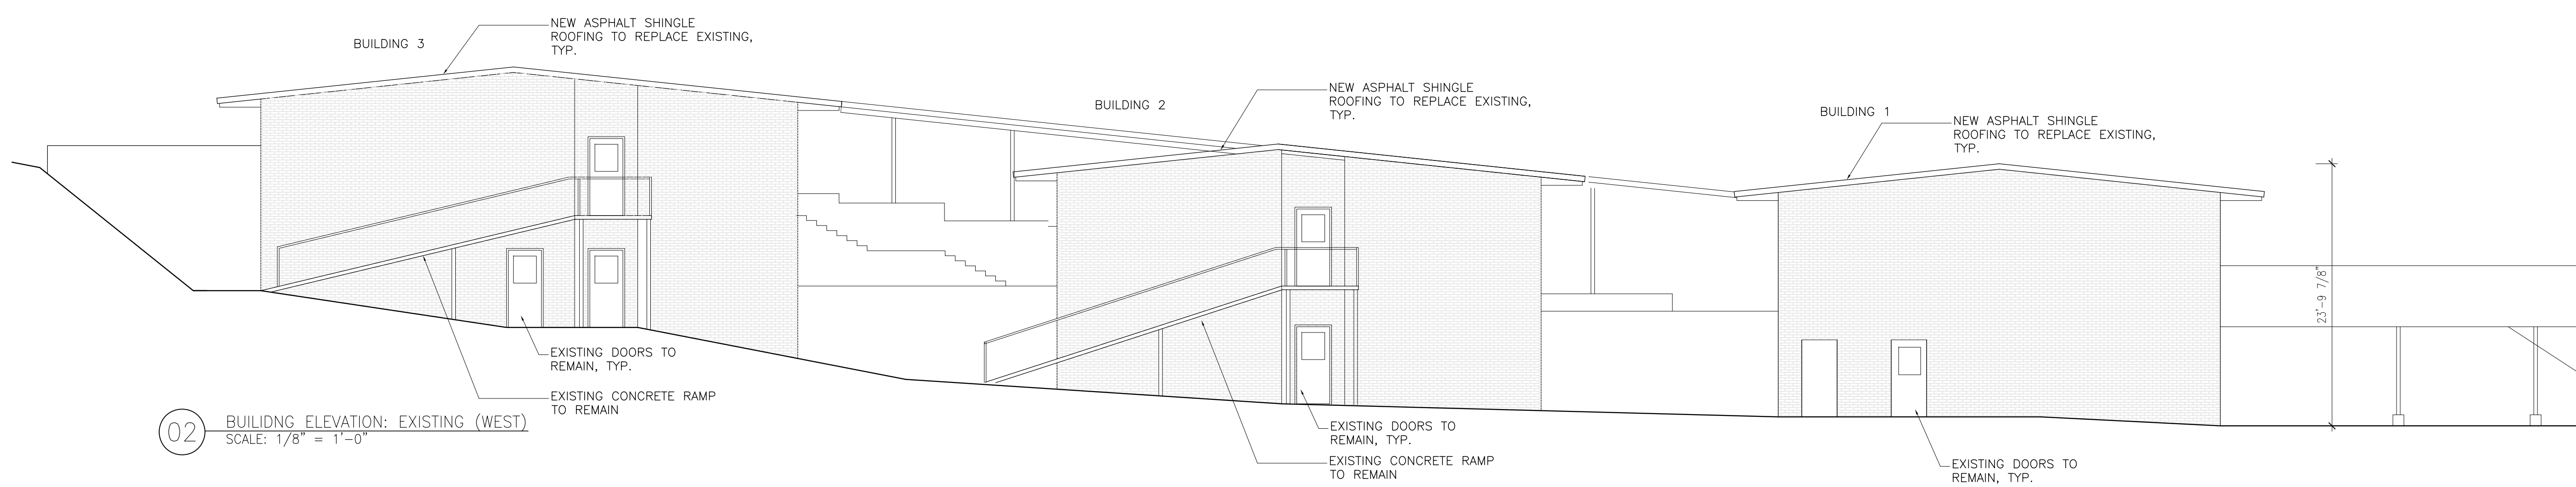 BUILDING 3
NEW ASPHALT SHINGLE
ROOFING TO REPLACE EXISTING,
TYP.
BUILDING 2
NEW ASPHALT SHINGLE
ROOFING TO REPLACE EXISTING,
TYP.
BUILDING 1
NEW ASPHALT SHINGLE
ROOFING TO REPLACE EXISTING,
TYP.
23'-9 7/8"
EXISTING DOORS TO
REMAIN, TYP.
EXISTING CONCRETE RAMP
TO REMAIN
EXISTING DOORS TO
REMAIN, TYP.
EXISTING CONCRETE RAMP
TO REMAIN
EXISTING DOORS TO
REMAIN, TYP.
02
BUILIDNG ELEVATION: EXISTING (WEST)
SCALE: 1/8" = 1'-0"